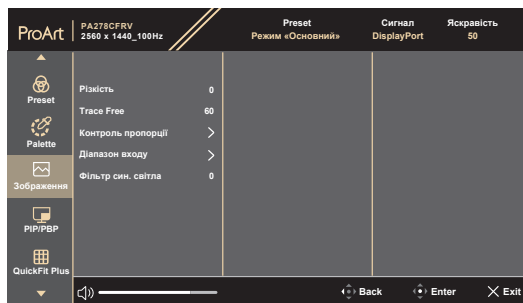 ProArt
PA278CFRV
2560 x 1440_100Hz
Preset
Режим «Основний»
Сигнал
DisplayPort
Яскравість
50
Preset
Palette
Зображення
PIP/PBP
QuickFit Plus
Різкість 0
Trace Free 60
Контроль пропорції
Діапазон входу
Фільтр син. світла 0
Back
Enter
Exit